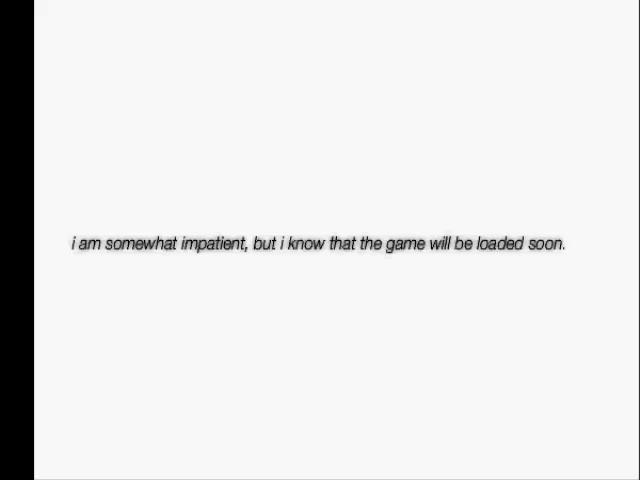 i am somewhat impatient, but i know that the game will be loaded soon.